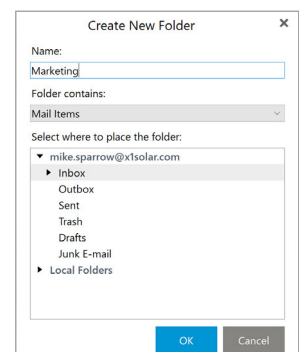 Create New Folder
Name:
Marketing
Folder contains:
Mail Items
Select where to place the folder:
mike.sparrow@x1solar.com
Inbox
Outbox
Sent
Trash
Drafts
Junk E-mail
Local Folders
OK Cancel